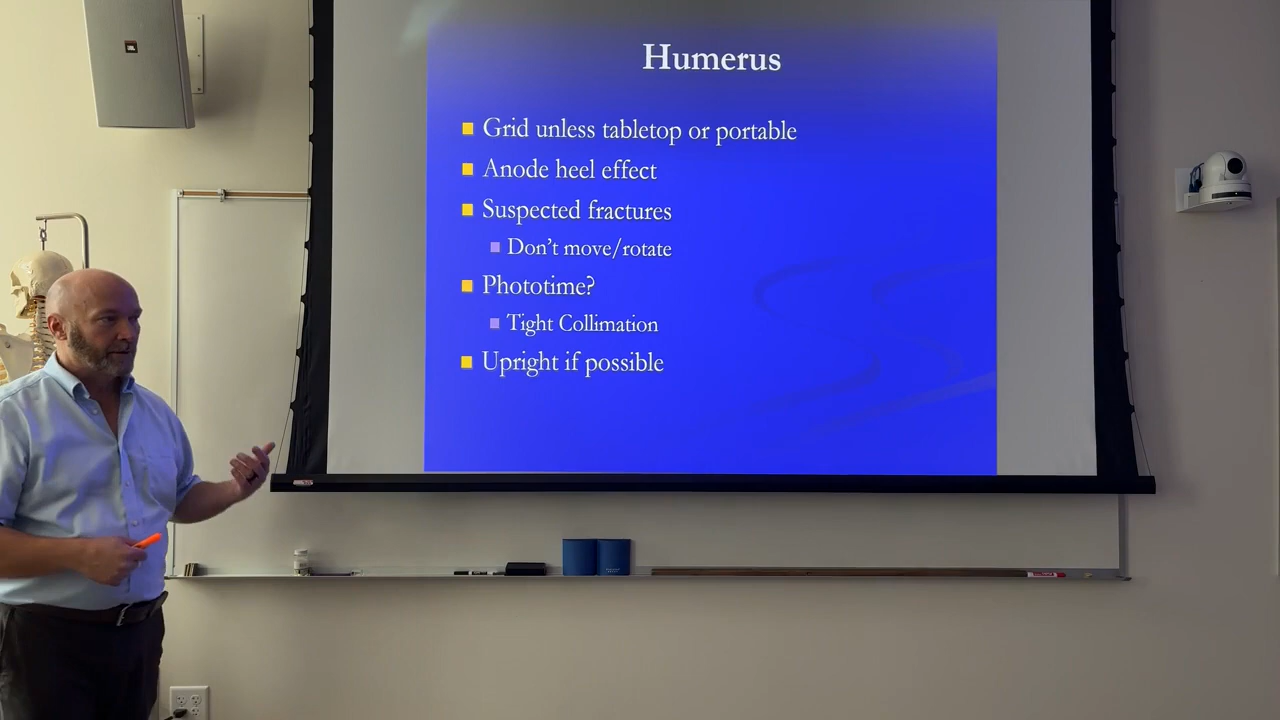 Humerus
Grid unless tabletop or portable
Anode heel effect
Suspected fractures
Don't move/rotate
Phototime?
Tight Collimation
Upright if possible
JBL